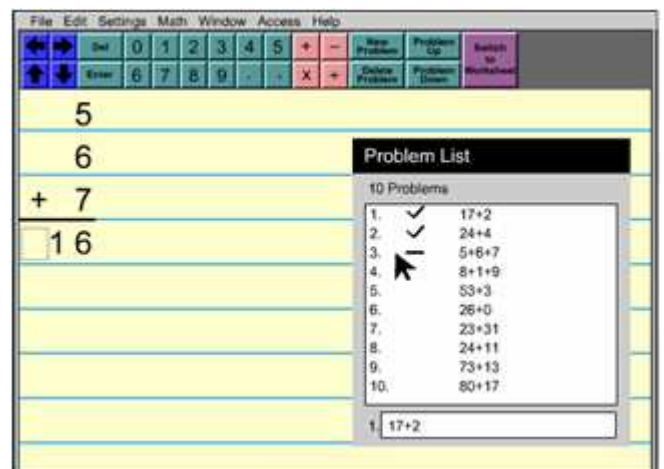 File Edit Settings Math Window Access Help
Del 0 1 2 3 4 5 + − New Problem Problem Up Switch to Worksheet
Enter 6 7 8 9 . , X ÷ Delete Problem Problem Down
5
6
+ 7
16
Problem List
10 Problems
1. ✓ 17+2
2. ✓ 24+4
3. — 5+6+7
4. 8+1+9
5. 53+3
6. 26+0
7. 23+31
8. 24+11
9. 73+13
10. 80+17
1. 17+2